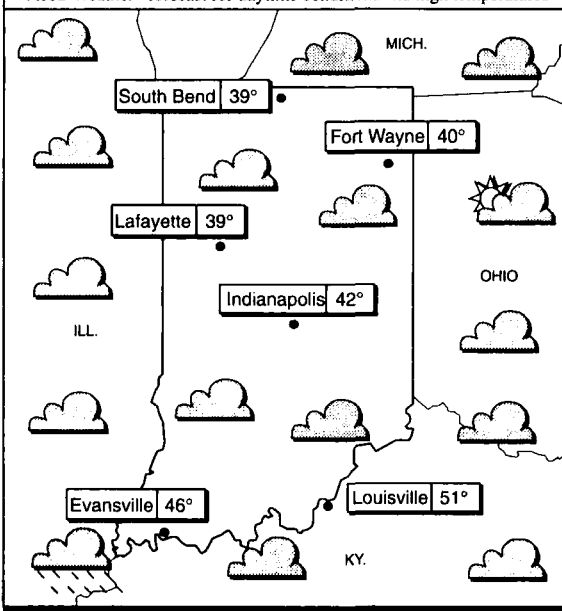 MICH.
South Bend 39°
Fort Wayne 40°
Lafayette 39°
OHIO
Indianapolis 42°
ILL.
Evansville 46°
Louisville 51°
KY.